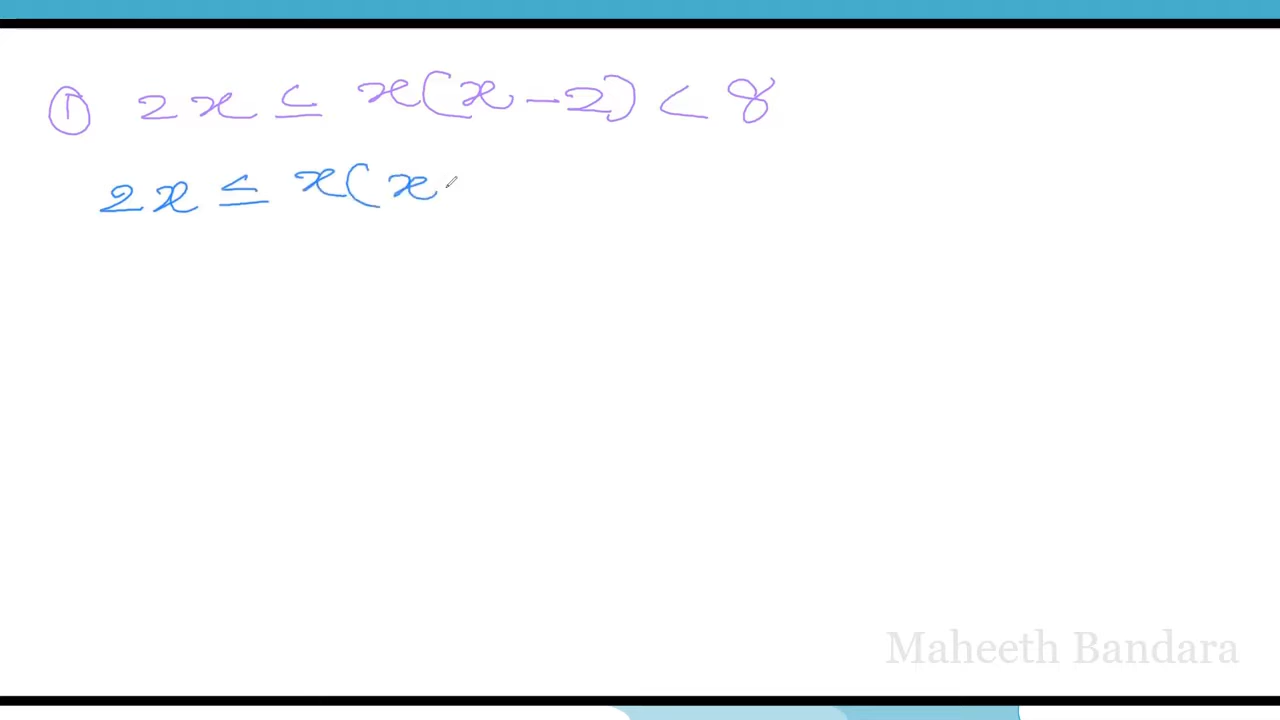 ① 2x ≤ x(x-2) < 8
2x ≤ x(x
Maheeth Bandara